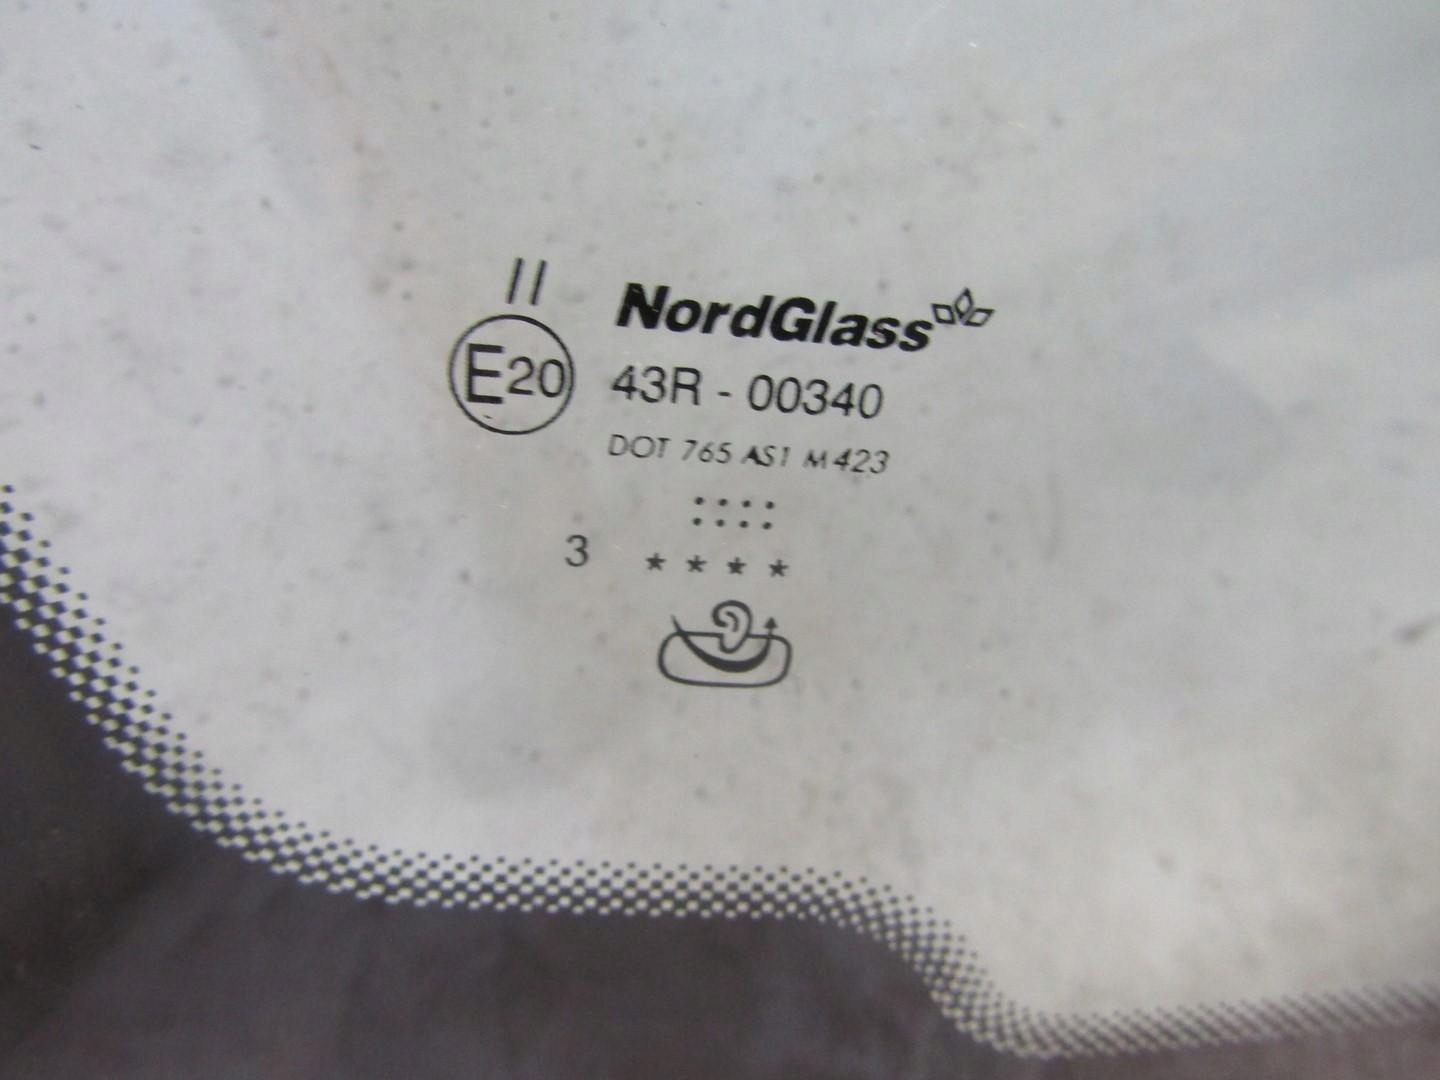 II
NordGlass
E20
43R - 00340
DOT 765 AS1 M423
3
* * * *